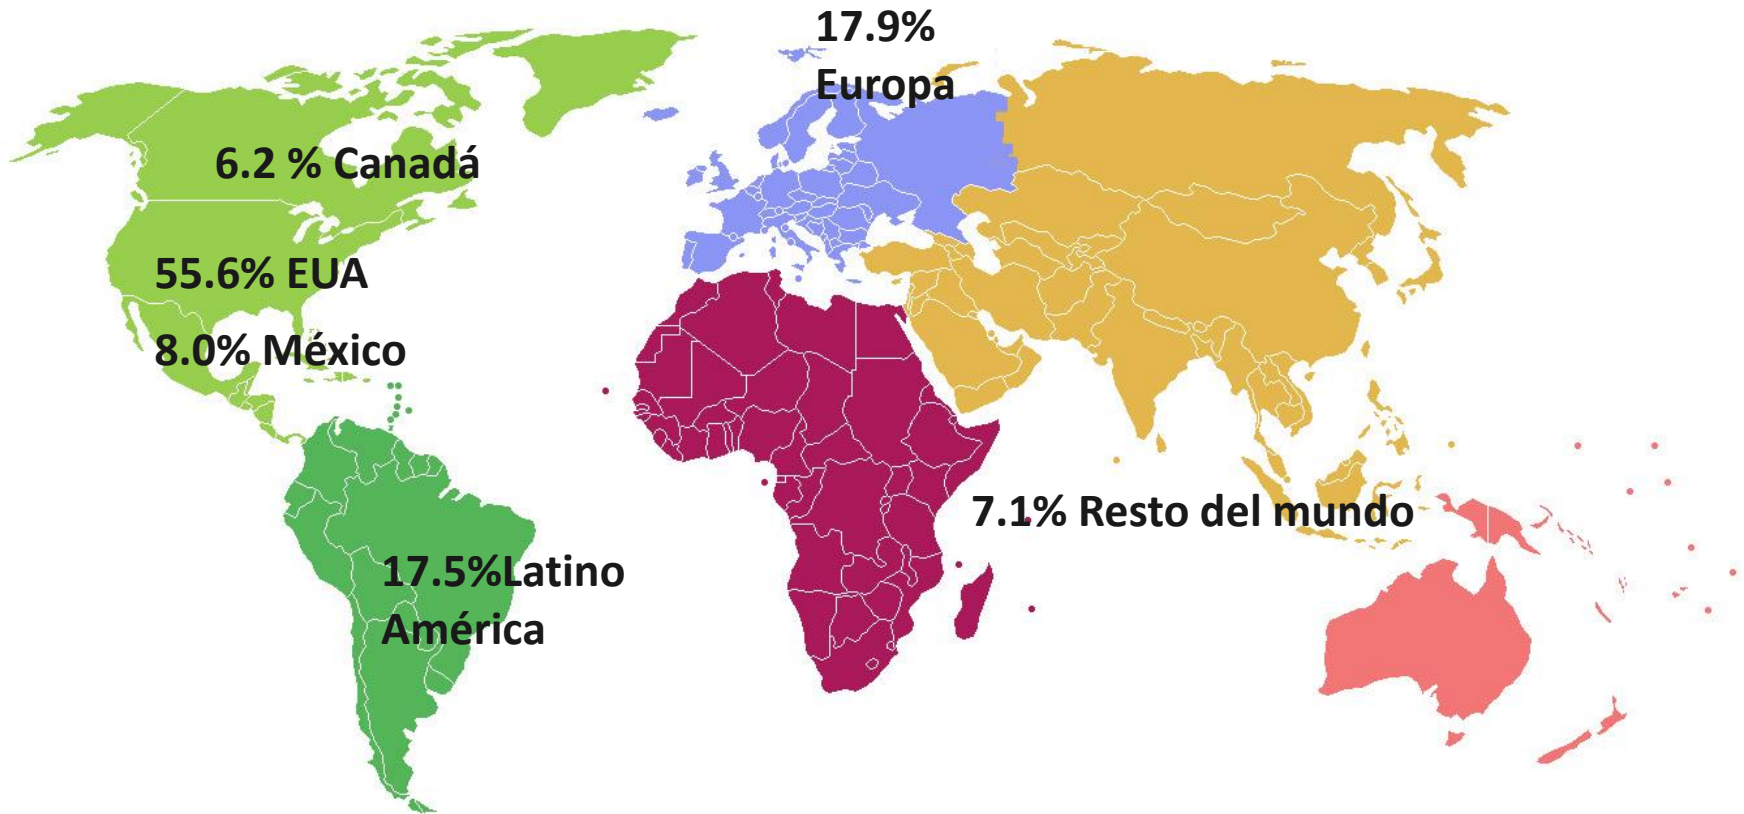 17.9%
Europa
6.2 % Canadá
55.6% EUA
8.0% México
7.1% Resto del mundo
17.5%Latino
América